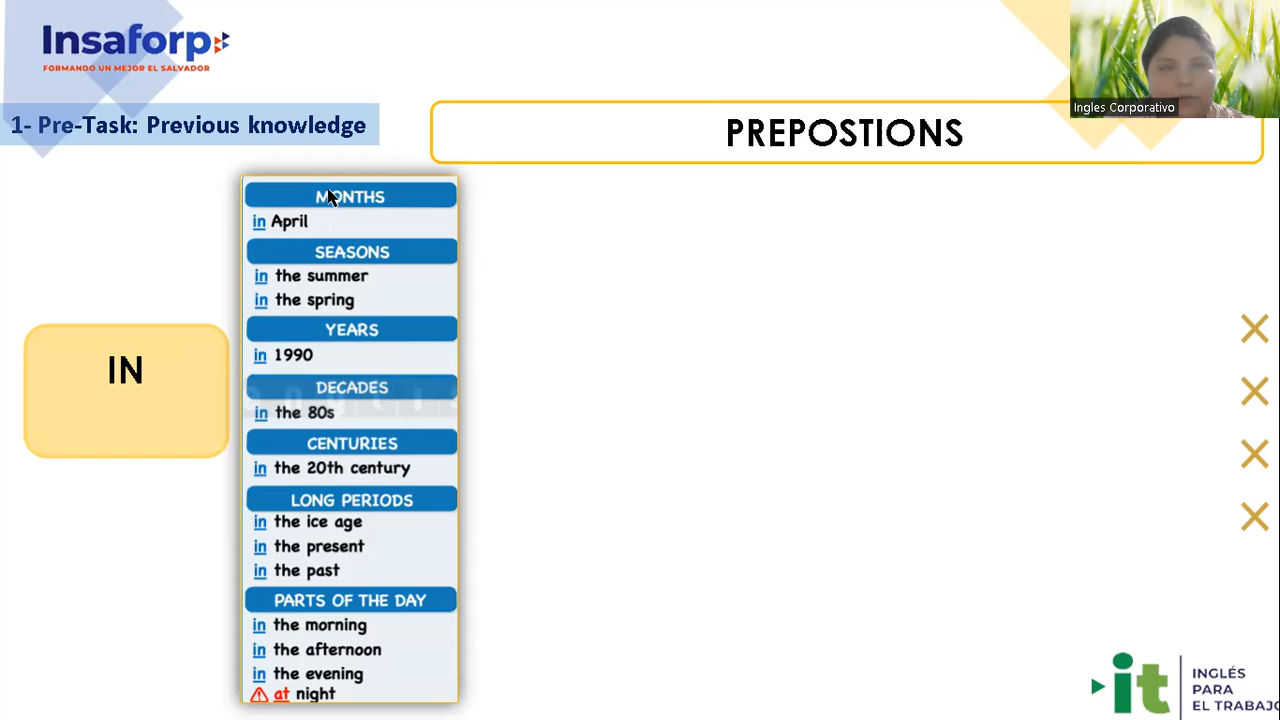 Insaforp
FORMANDO UN MEJOR EL SALVADOR
Ingles Corporativo
1- Pre-Task: Previous knowledge
PREPOSTIONS
IN
MONTHS
in April
SEASONS
in the summer
in the spring
YEARS
in 1990
DECADES
in the 80s
CENTURIES
in the 20th century
LONG PERIODS
in the ice age
in the present
in the past
PARTS OF THE DAY
in the morning
in the afternoon
in the evening
at night
it
INGLÉS
PARA
EL TRABAJO